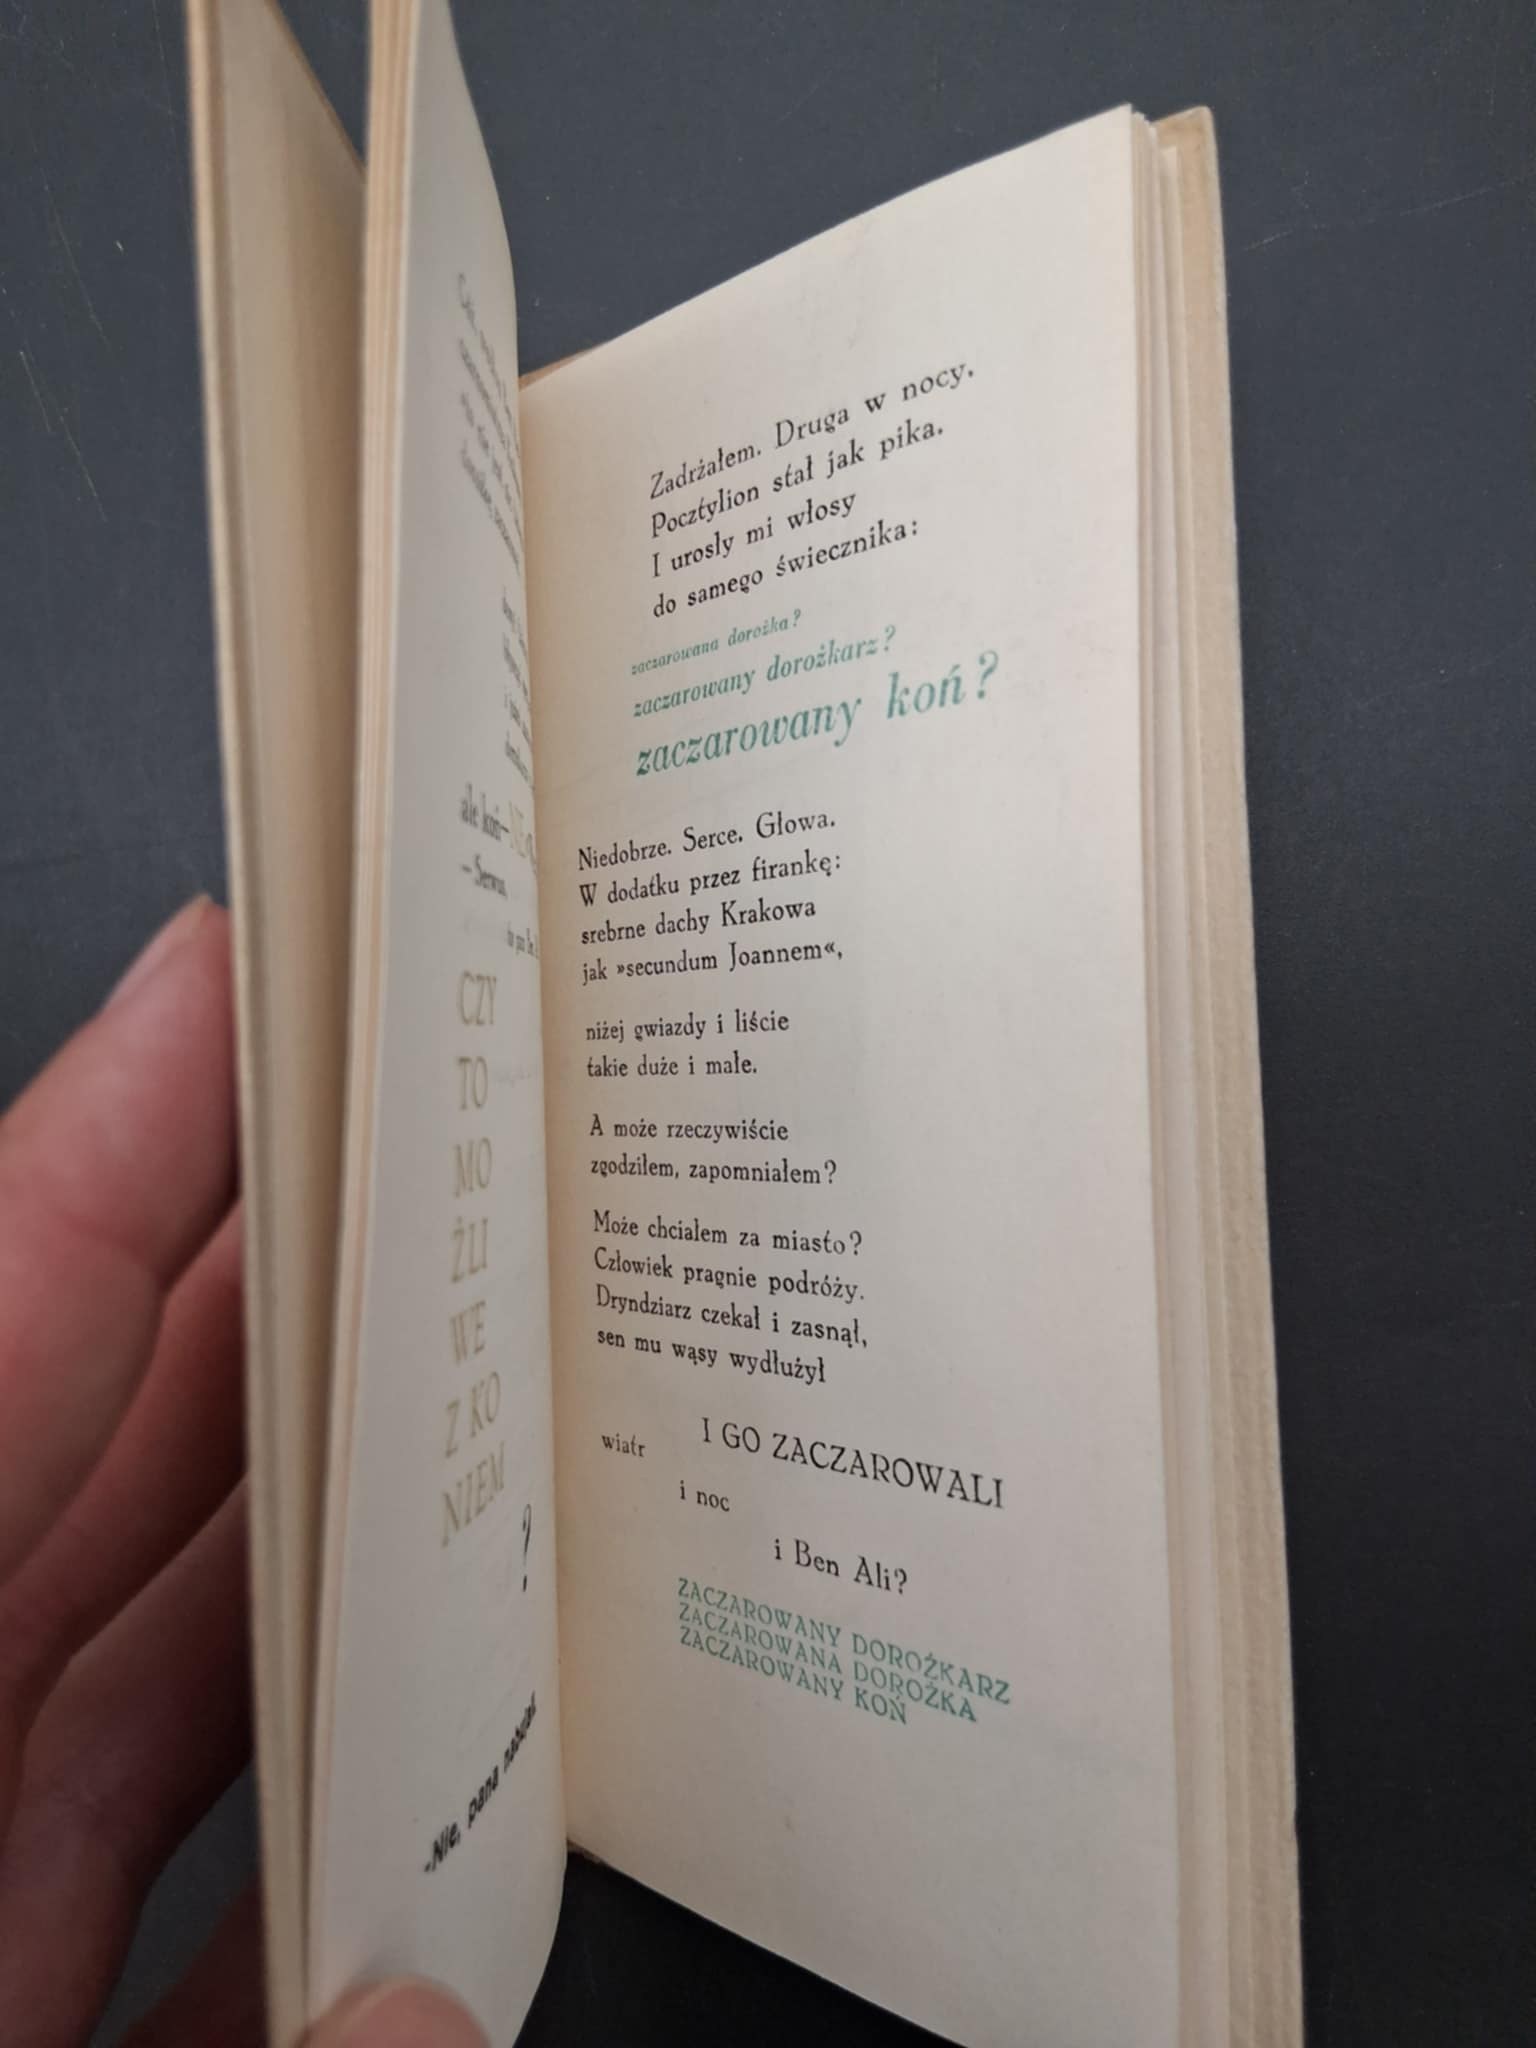 ale koń—
— Serwus,
CZY
TO
MO
ŻLI
WE
Z KO
NIEM
?
-Nie, pana
Zadrżałem. Druga w nocy.
Pocztylion stał jak pika.
I urosły mi włosy
do samego świecznika:
zaczarowana dorożka?
zaczarowany dorożkarz?
zaczarowany koń?
Niedobrze. Serce. Głowa.
W dodatku przez firankę:
srebrne dachy Krakowa
jak »secundum Joannem«,
niżej gwiazdy i liście
takie duże i małe.
A może rzeczywiście
zgodziłem, zapomniałem?
Może chciałem za miasto?
Człowiek pragnie podróży.
Dryndziarz czekał i zasnął,
sen mu wąsy wydłużył
I GO ZACZAROWALI
wiatr
i noc
i Ben Ali?
ZACZAROWANY DOROŻKARZ
ZACZAROWANA DOROŻKA
ZACZAROWANY KOŃ